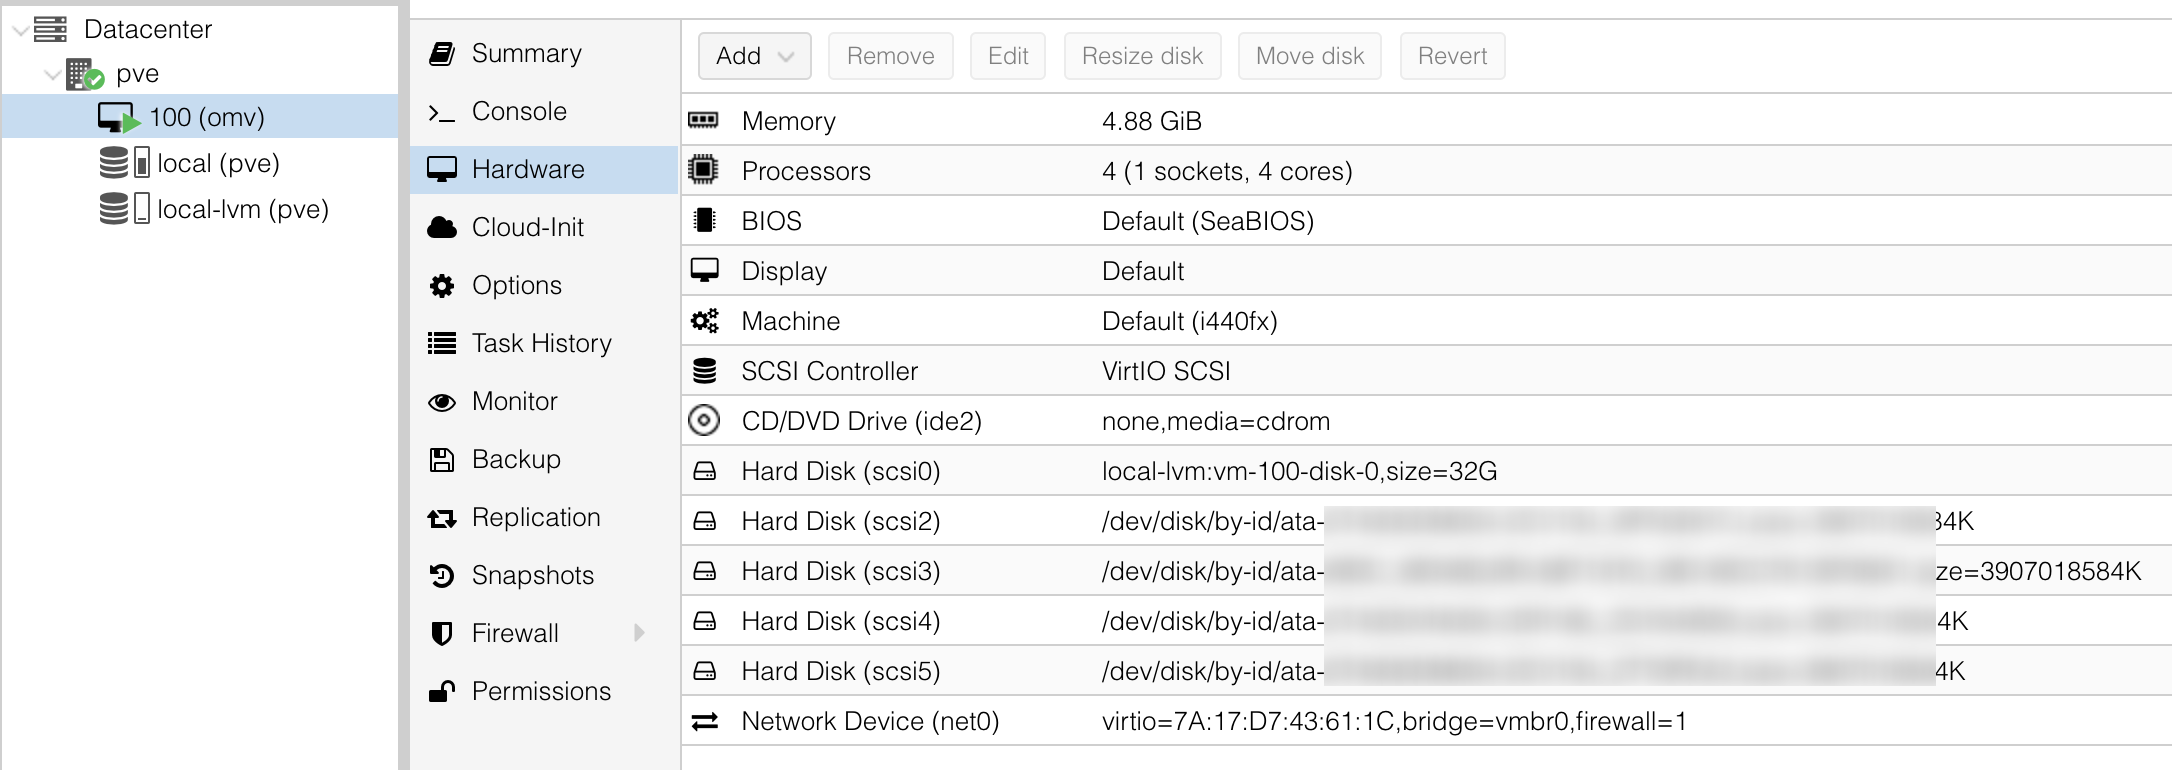 Datacenter
pve
100 (omv)
local (pve)
local-lvm (pve)
Summary
Console
Hardware
Cloud-Init
Options
Task History
Monitor
Backup
Replication
Snapshots
Firewall
Permissions
Add Remove Edit Resize disk Move disk Revert
Memory 4.88 GiB
Processors 4 (1 sockets, 4 cores)
BIOS Default (SeaBIOS)
Display Default
Machine Default (i440fx)
SCSI Controller VirtIO SCSI
CD/DVD Drive (ide2) none,media=cdrom
Hard Disk (scsi0) local-lvm:vm-100-disk-0,size=32G
Hard Disk (scsi2) /dev/disk/by-id/ata- 34K
Hard Disk (scsi3) /dev/disk/by-id/ata- ze=3907018584K
Hard Disk (scsi4) /dev/disk/by-id/ata- 4K
Hard Disk (scsi5) /dev/disk/by-id/ata- 4K
Network Device (net0) virtio=7A:17:D7:43:61:1C,bridge=vmbr0,firewall=1